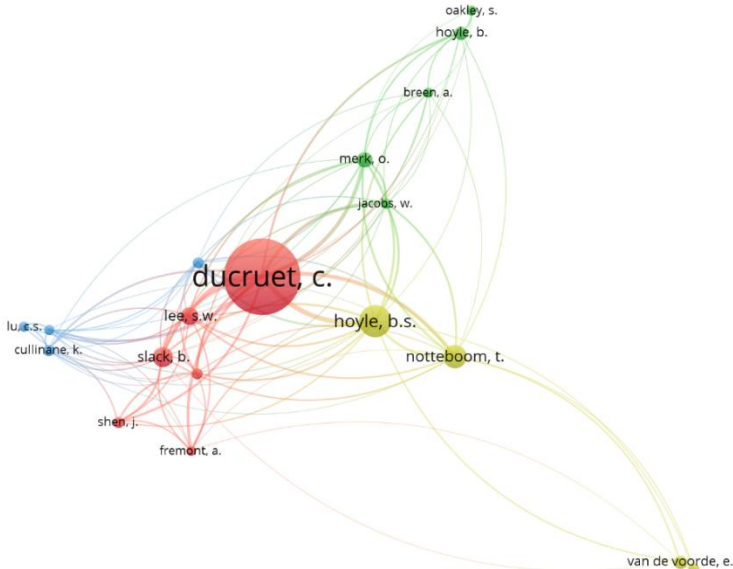 oakley, s.
hoyle, b.
breen, a.
merk, o.
jacobs, w.
ducruet, c.
lee, s.w.
hoyle, b.s.
lu, c.s.
cullinane, k.
slack, b.
notteboom, t.
shen, j.
fremont, a.
van de voorde, e.